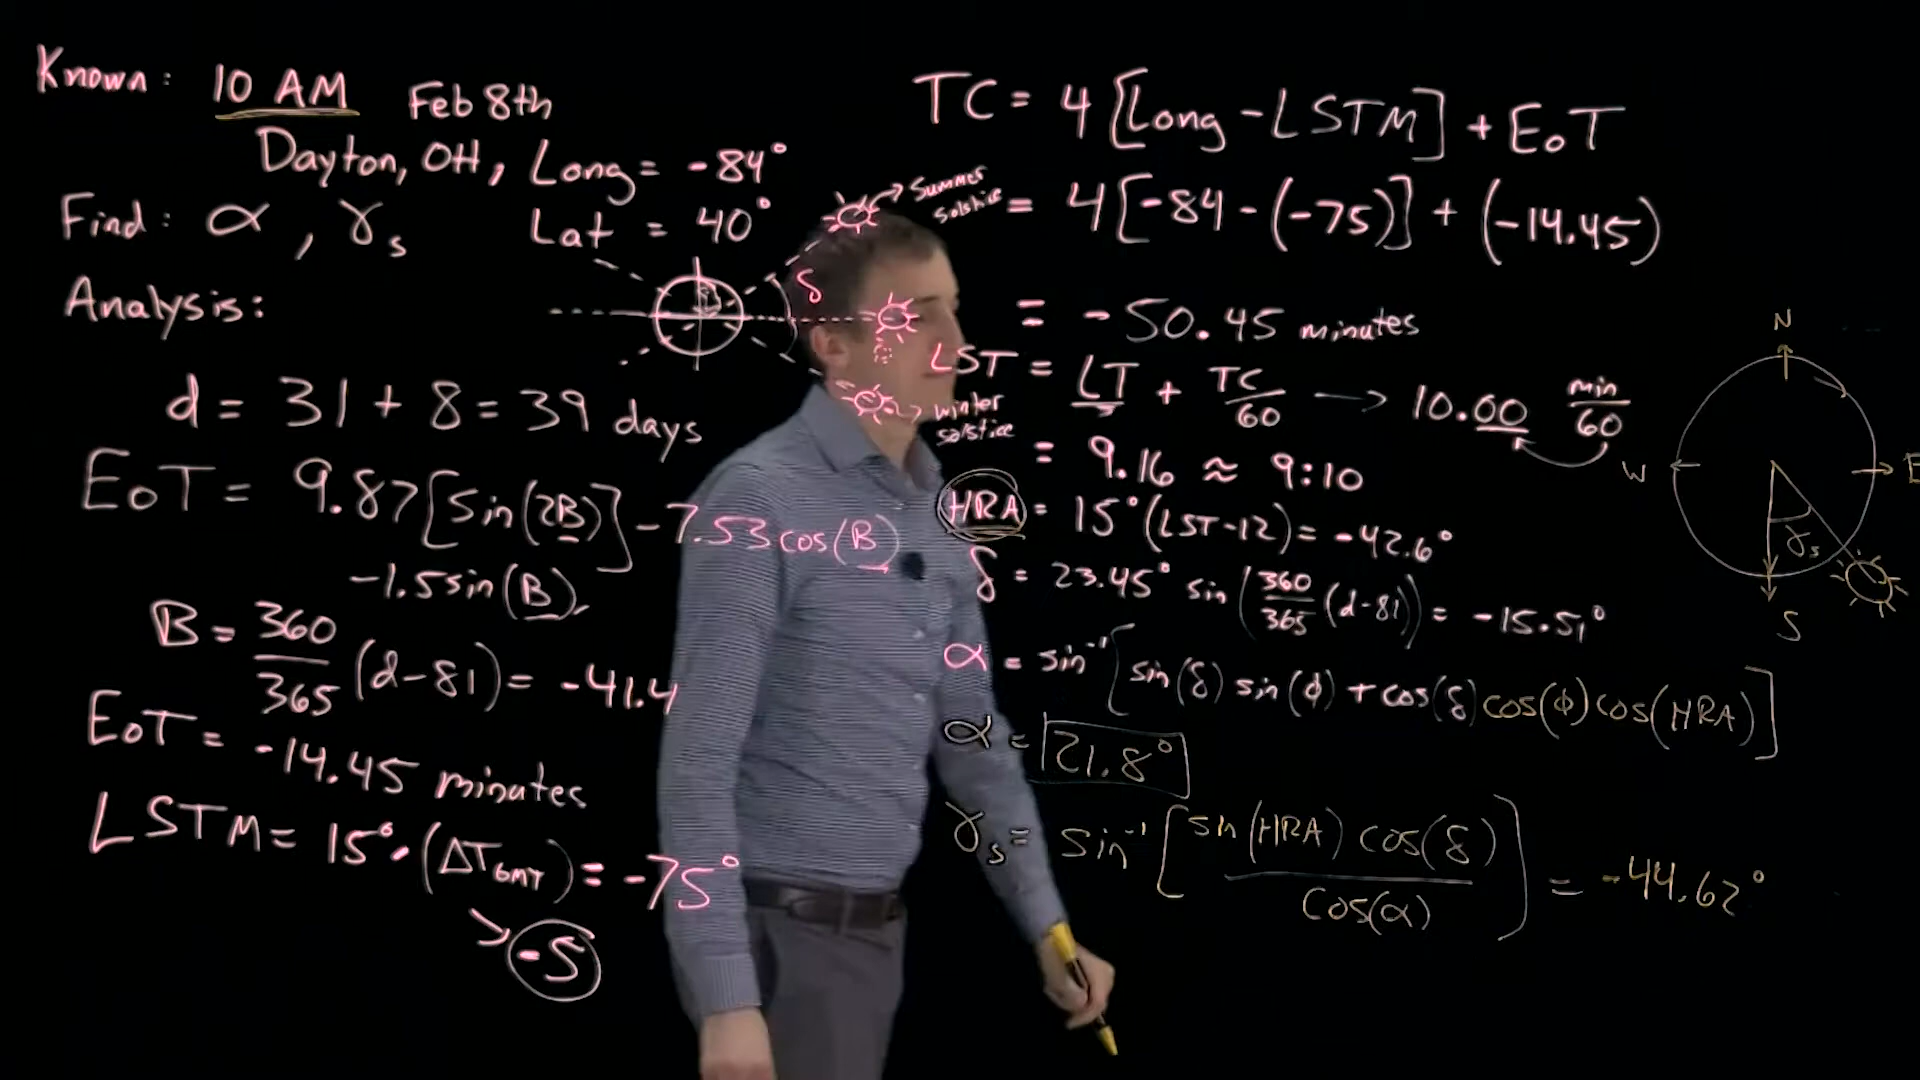 Known: 10 AM Feb 8th
Dayton, OH, Long = -84°
Lat = 40°
Find: α, γs
Analysis:
δ
Summer
solstice
winter
solstice
d = 31 + 8 = 39 days
EoT = 9.87[sin(2B)] - 7.53 cos(B)
-1.5sin(B)
B = 360/365 (d-81) = -41.4
EoT = -14.45 minutes
LSTM = 15° · (ΔTGMT) = -75°
-5
TC = 4[Long - LSTM] + EoT
= 4[-84 - (-75)] + (-14.45)
= -50.45 minutes
LST = LT + TC/60 → 10.00 min/60
= 9.16 ≈ 9:10
HRA = 15°(LST-12) = -42.6°
δ = 23.45° sin(360/365 (d-81)) = -15.51°
α = sin⁻¹[sin(δ) sin(ϕ) + cos(δ) cos(ϕ) cos(HRA)]
α = 21.8°
γs = sin⁻¹[sin(HRA) cos(δ) / cos(α)] = -44.62°
N
W
E
γs
S